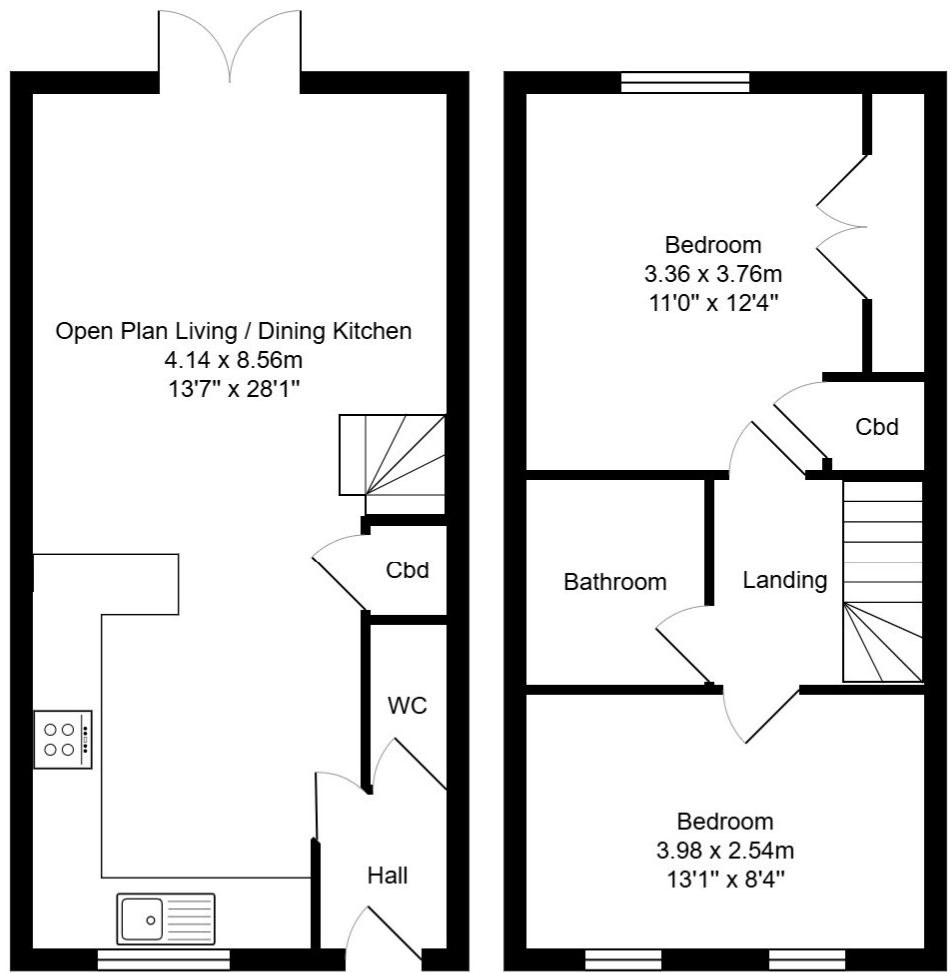 Open Plan Living / Dining Kitchen
4.14 x 8.56m
13'7" x 28'1"
Cbd
WC
Hall
Bedroom
3.36 x 3.76m
11'0" x 12'4"
Cbd
Bathroom
Landing
Bedroom
3.98 x 2.54m
13'1" x 8'4"